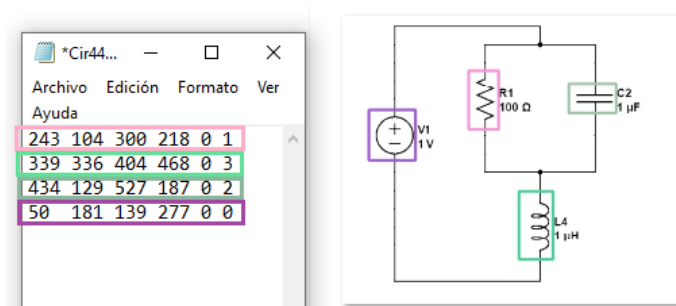 *Cir44...
Archivo Edición Formato Ver
Ayuda
243 104 300 218 0 1
339 336 404 468 0 3
434 129 527 187 0 2
50 181 139 277 0 0
R1
100 Ω
C2
1 µF
V1
1 V
L4
1 µH